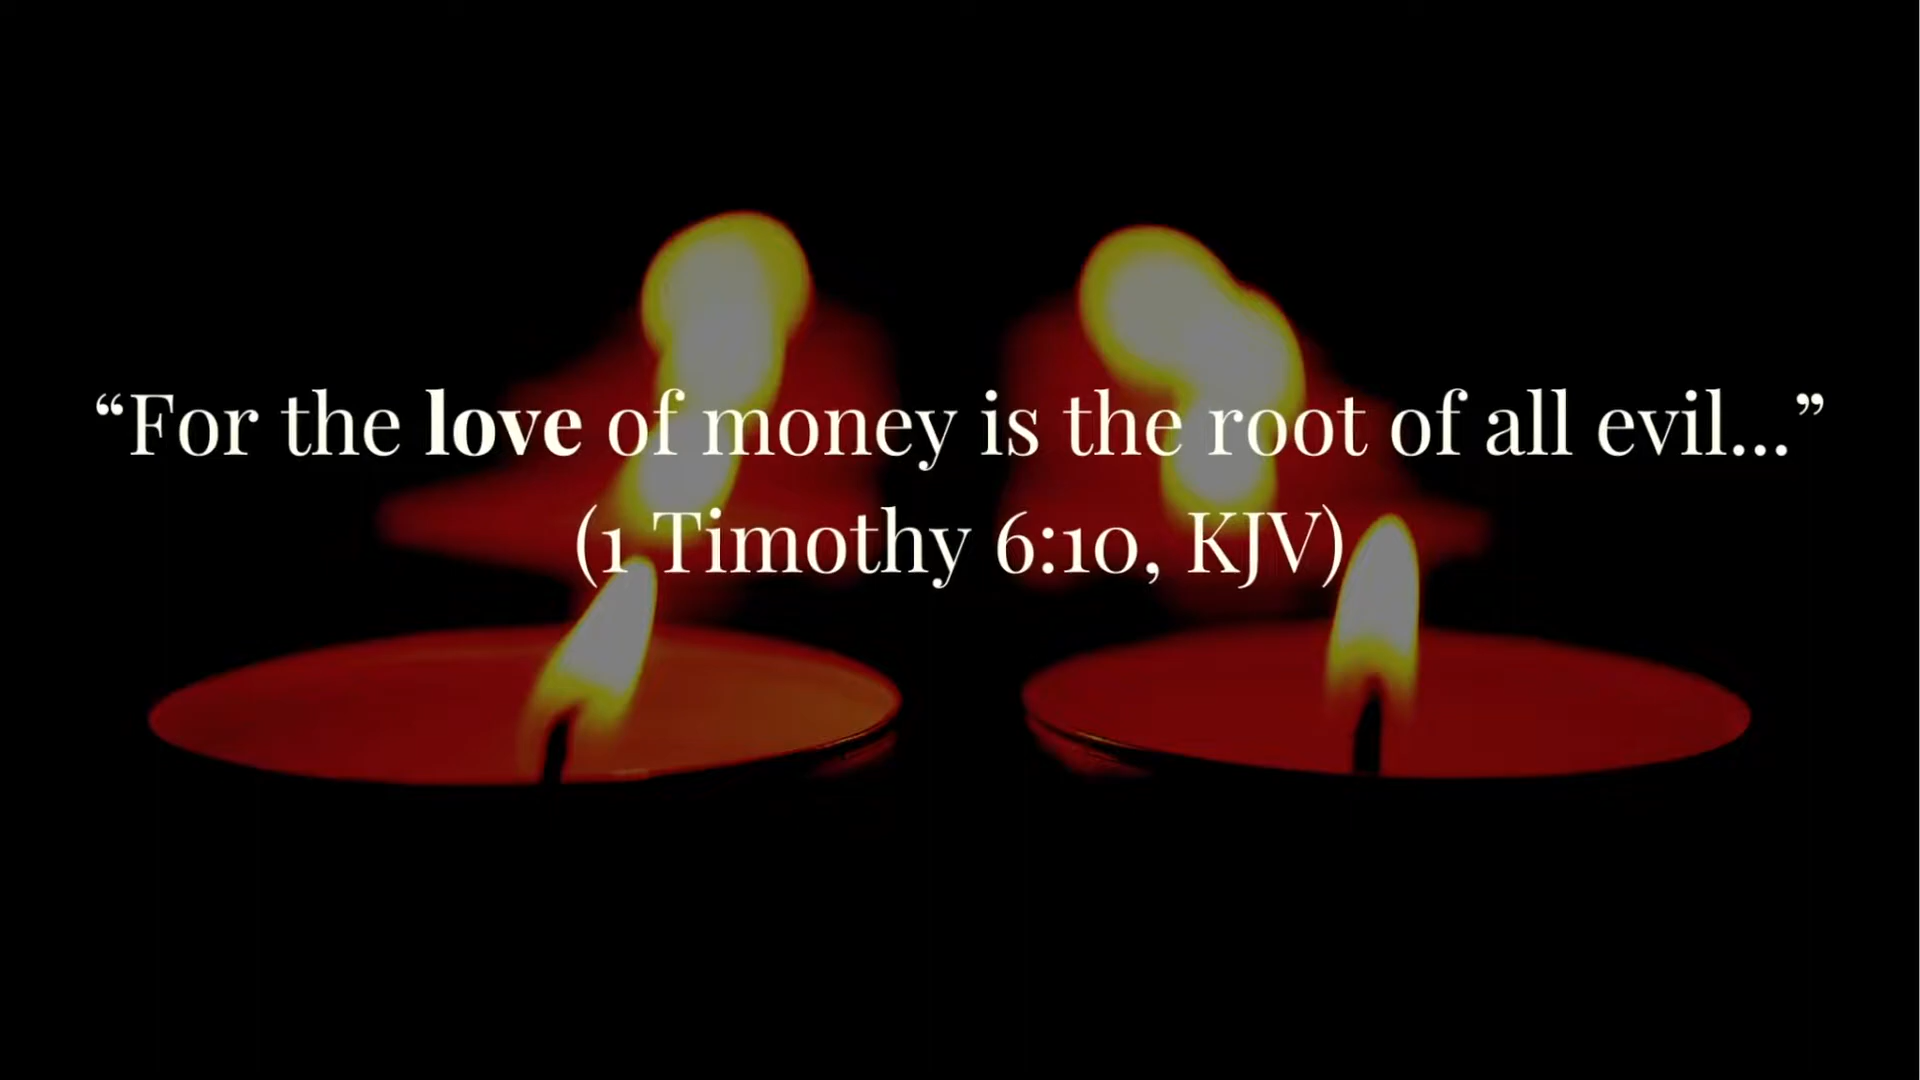 “For the love of money is the root of all evil...”
(1 Timothy 6:10, KJV)